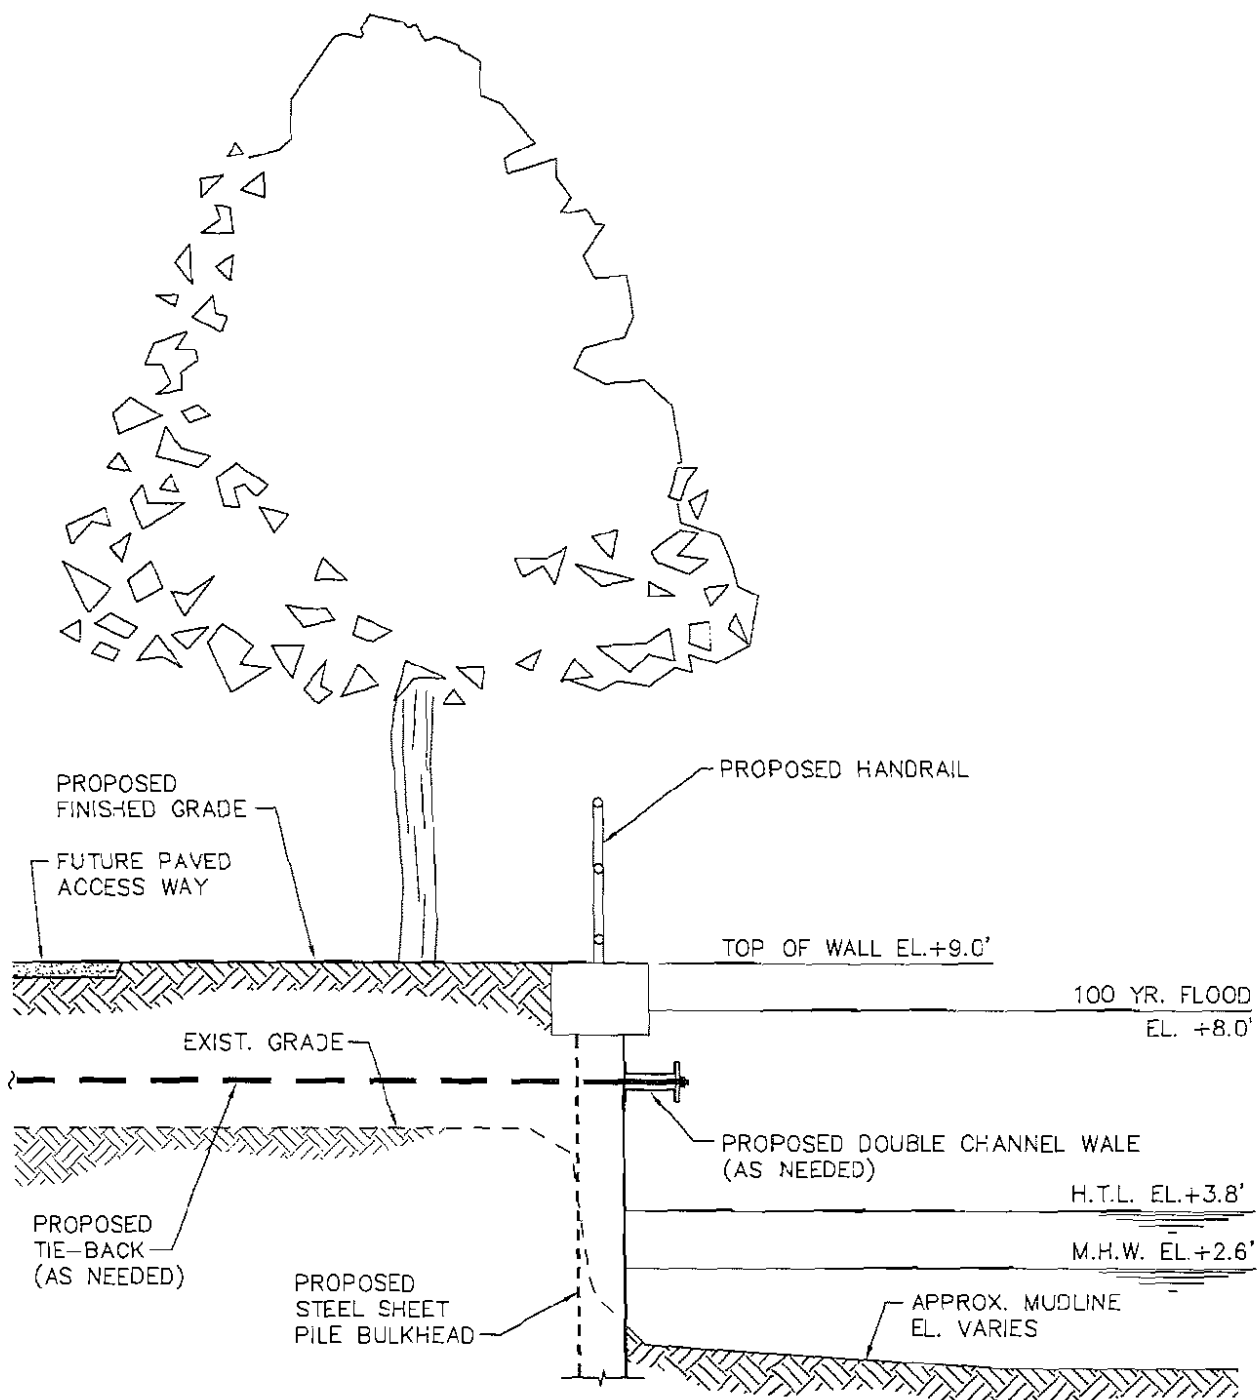 PROPOSED HANDRAIL
PROPOSED
FINISHED GRADE
FUTURE PAVED
ACCESS WAY
TOP OF WALL EL.+9.0'
100 YR. FLOOD
EL. +8.0'
EXIST. GRADE
PROPOSED DOUBLE CHANNEL WALE
(AS NEEDED)
H.T.L. EL.+3.8'
PROPOSED
TIE-BACK
(AS NEEDED)
M.H.W. EL.+2.6'
PROPOSED
STEEL SHEET
PILE BULKHEAD
APPROX. MUDLINE
EL. VARIES